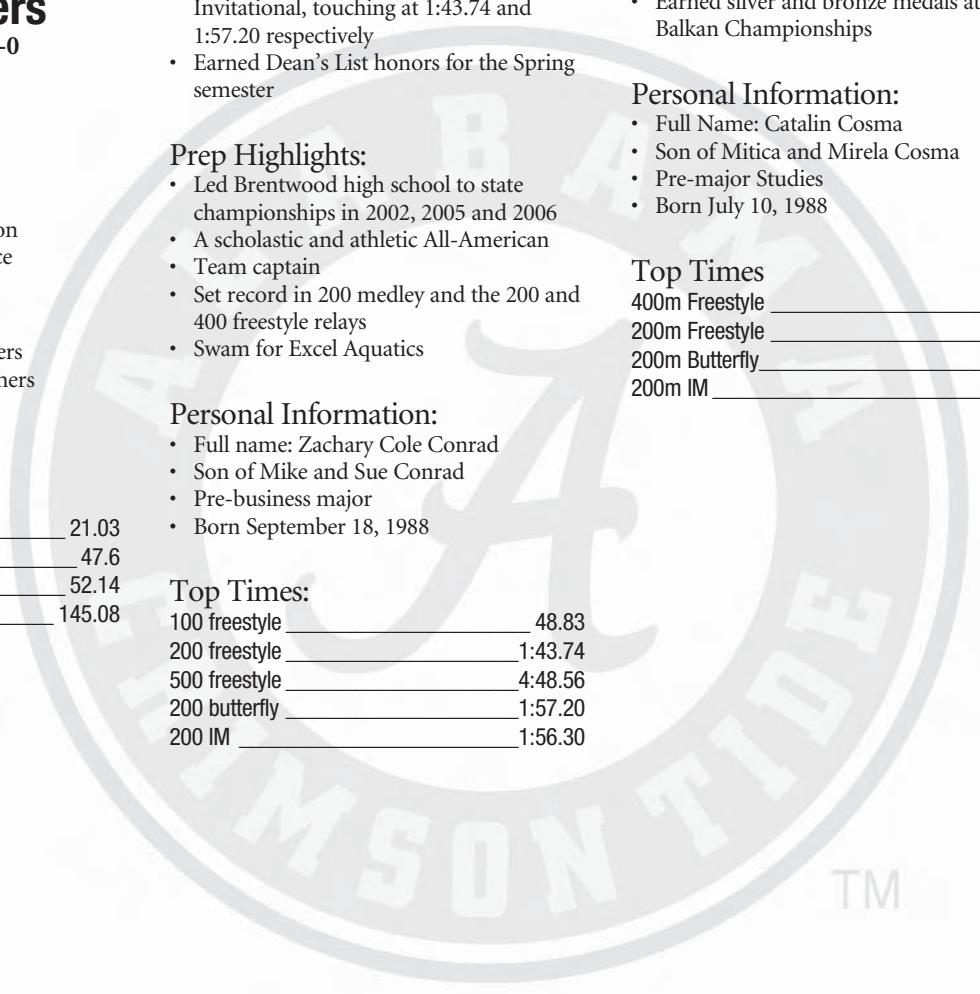 -0
21.03
47.6
52.14
145.08
Invitational, touching at 1:43.74 and
1:57.20 respectively
• Earned Dean's List honors for the Spring
semester
Prep Highlights:
• Led Brentwood high school to state
championships in 2002, 2005 and 2006
• A scholastic and athletic All-American
• Team captain
• Set record in 200 medley and the 200 and
400 freestyle relays
• Swam for Excel Aquatics
Personal Information:
• Full name: Zachary Cole Conrad
• Son of Mike and Sue Conrad
• Pre-business major
• Born September 18, 1988
Top Times:
100 freestyle 48.83
200 freestyle 1:43.74
500 freestyle 4:48.56
200 butterfly 1:57.20
200 IM 1:56.30
• Earned silver and bronze medals at
Balkan Championships
Personal Information:
• Full Name: Catalin Cosma
• Son of Mitica and Mirela Cosma
• Pre-major Studies
• Born July 10, 1988
Top Times
400m Freestyle
200m Freestyle
200m Butterfly
200m IM
ALABAMA
A
CRIMSON TIDE
TM